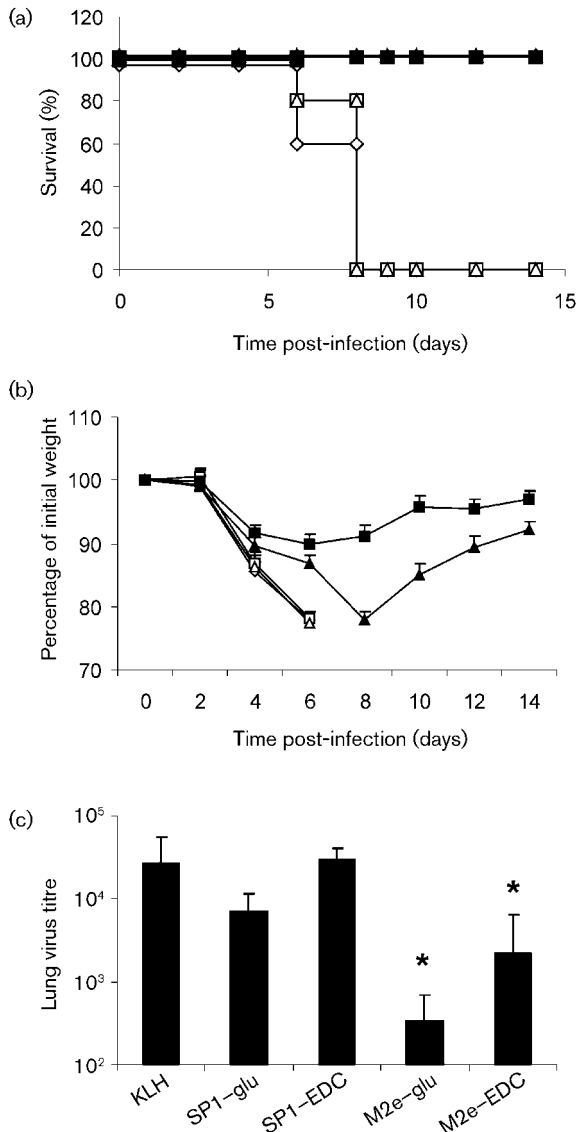 (a)
120
100
80
60
40
20
0
Survival (%)
0 5 10 15
Time post-infection (days)
(b)
110
100
90
80
70
Percentage of initial weight
0 2 4 6 8 10 12 14
Time post-infection (days)
(c)
10⁵
10⁴
10³
10²
Lung virus titre
* *
KLH SP1–glu SP1–EDC M2e–glu M2e–EDC